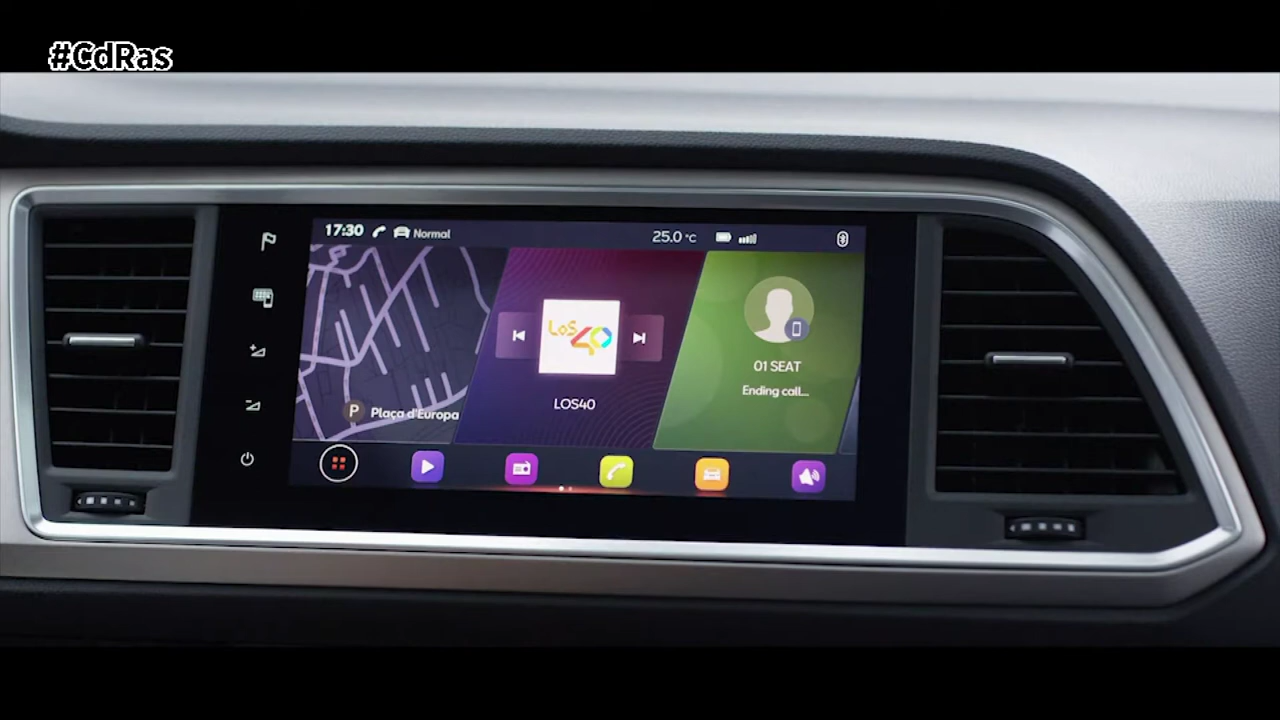 #CdRas
17:30 Normal 25.0 °C
LOS40
01 SEAT
Ending call...
P Plaça d'Europa
LOS40